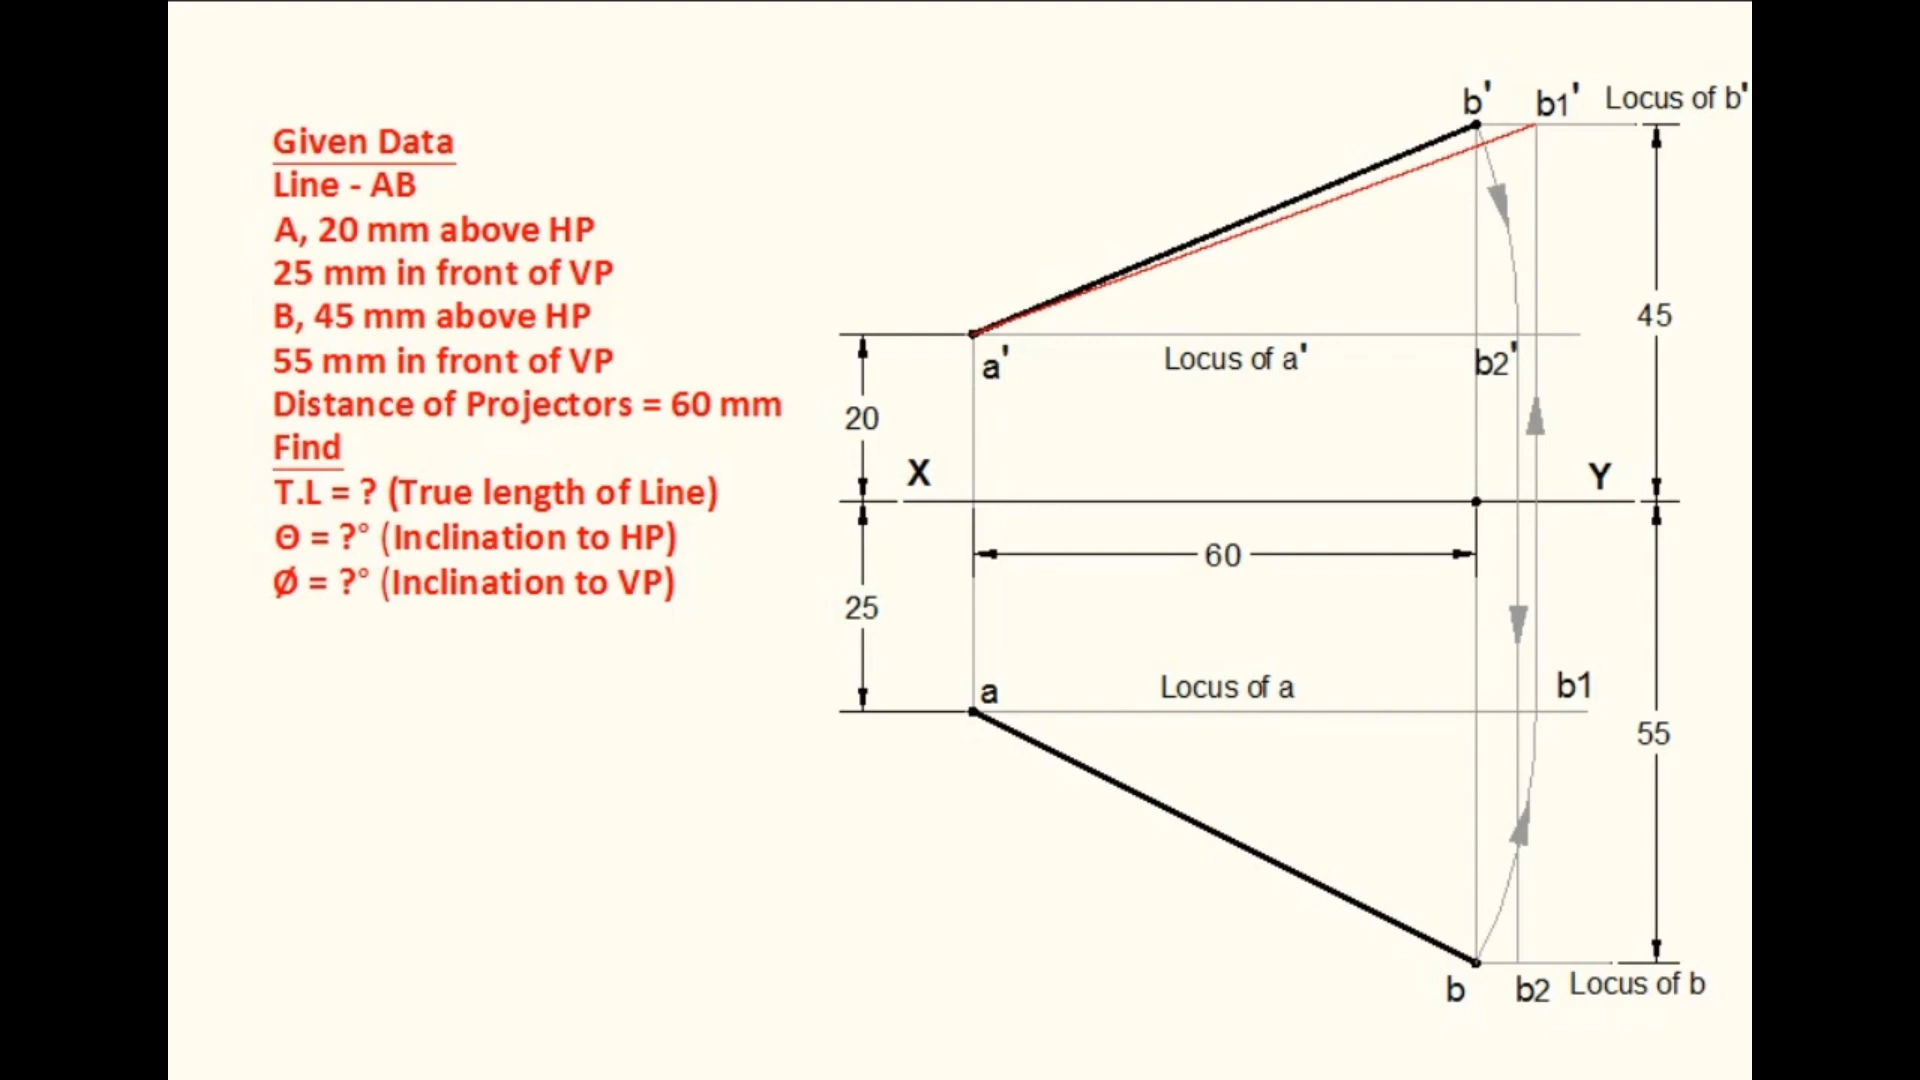 Given Data
Line - AB
A, 20 mm above HP
25 mm in front of VP
B, 45 mm above HP
55 mm in front of VP
Distance of Projectors = 60 mm
Find
T.L = ? (True length of Line)
Θ = ?° (Inclination to HP)
Ø = ?° (Inclination to VP)
b' b1' Locus of b'
45
a' Locus of a' b2'
20
X Y
60
25
a Locus of a b1
55
b b2 Locus of b